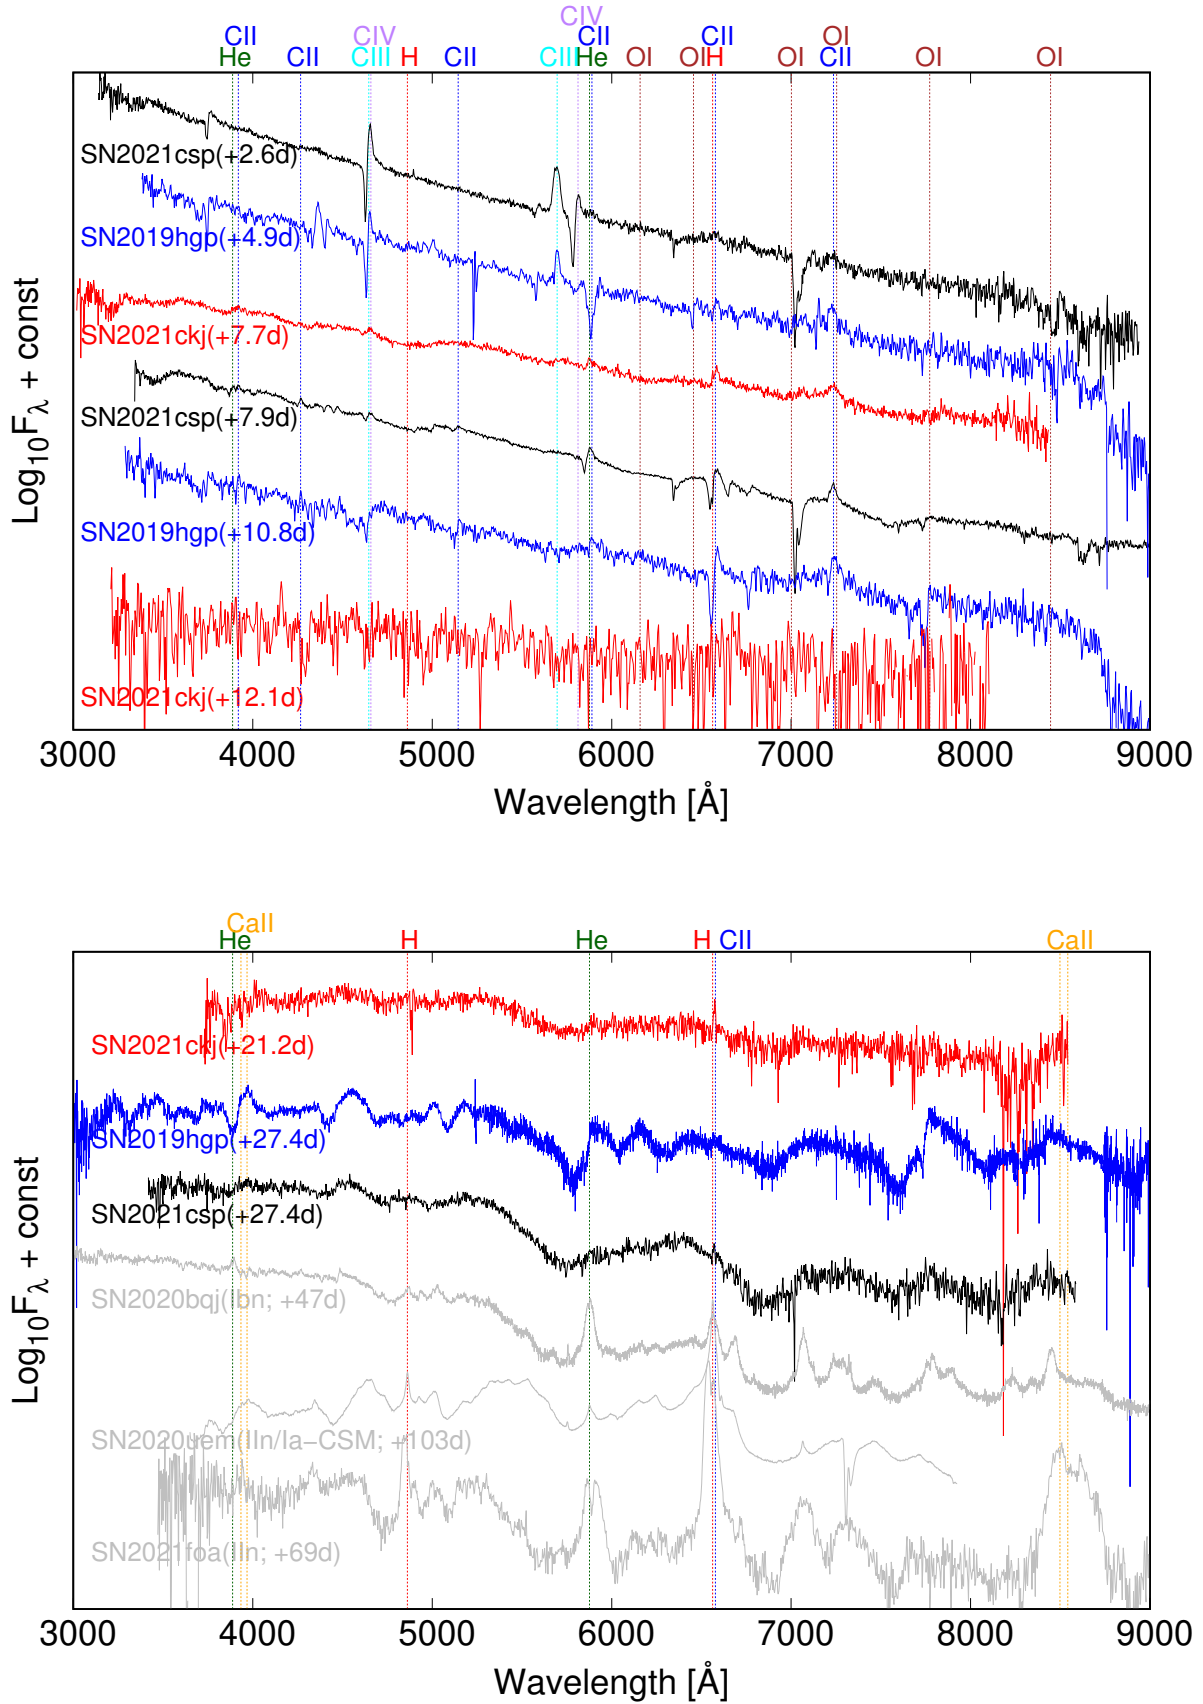 CIV
CII CII CII OI
CII
He CII CIII H CII CIII He OI OI H OI CII OI OI
SN2021csp(+2.6d)
SN2019hgp(+4.9d)
SN2021ckj(+7.7d)
SN2021csp(+7.9d)
SN2019hgp(+10.8d)
SN2021ckj(+12.1d)
Log10Fλ + const
3000 4000 5000 6000 7000 8000 9000
Wavelength [Å]
CaII
He H He H CII CaII
SN2021ckj(+21.2d)
SN2019hgp(+27.4d)
SN2021csp(+27.4d)
SN2020bqj(Ibn; +47d)
SN2020uem(IIn/Ia−CSM; +103d)
SN2021foa(IIn; +69d)
Log10Fλ + const
3000 4000 5000 6000 7000 8000 9000
Wavelength [Å]